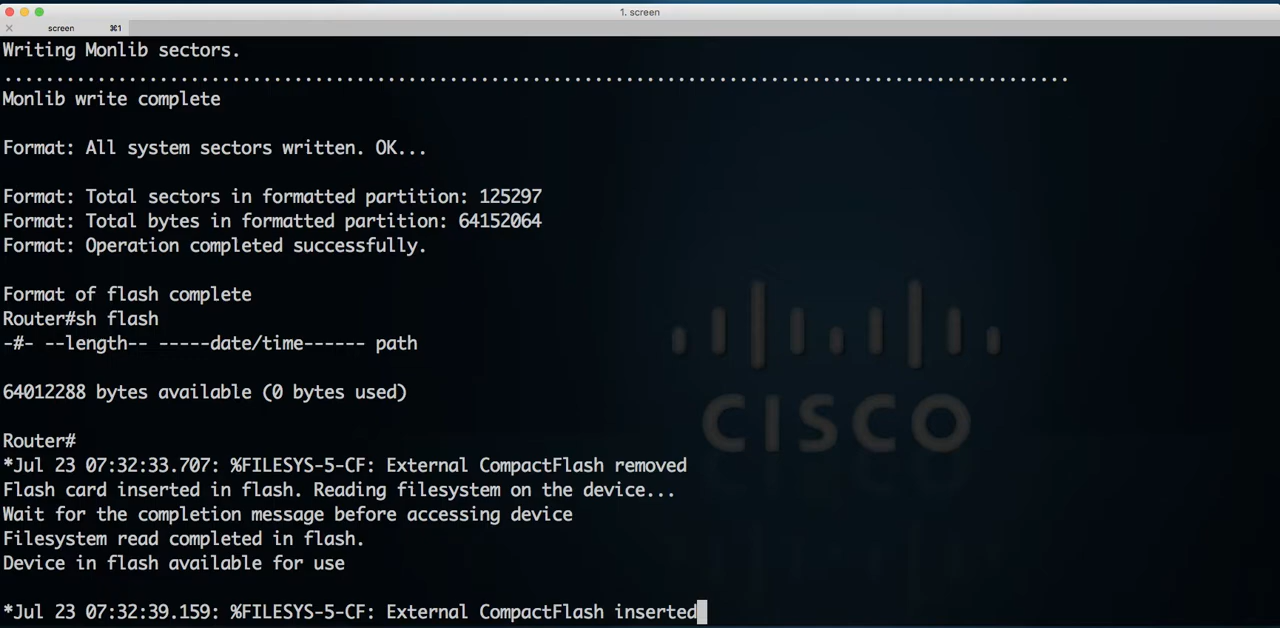 1. screen
screen ⌘1
Writing Monlib sectors.
.......................................................................................................
Monlib write complete
Format: All system sectors written. OK...
Format: Total sectors in formatted partition: 125297
Format: Total bytes in formatted partition: 64152064
Format: Operation completed successfully.
Format of flash complete
Router#sh flash
-#- --length-- -----date/time------ path
64012288 bytes available (0 bytes used)
Router#
*Jul 23 07:32:33.707: %FILESYS-5-CF: External CompactFlash removed
Flash card inserted in flash. Reading filesystem on the device...
Wait for the completion message before accessing device
Filesystem read completed in flash.
Device in flash available for use
*Jul 23 07:32:39.159: %FILESYS-5-CF: External CompactFlash inserted
CISCO